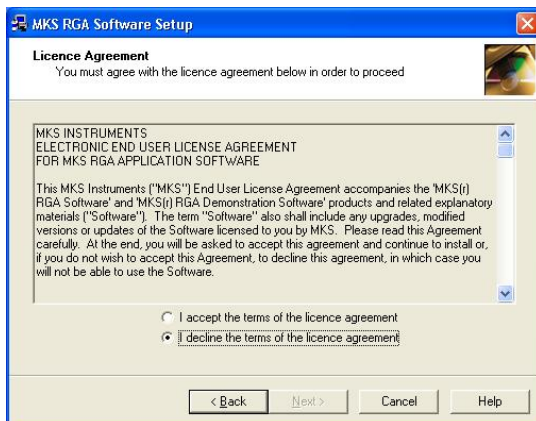 MKS RGA Software Setup
Licence Agreement
You must agree with the licence agreement below in order to proceed
MKS INSTRUMENTS
ELECTRONIC END USER LICENSE AGREEMENT
FOR MKS RGA APPLICATION SOFTWARE
This MKS Instruments ("MKS") End User License Agreement accompanies the 'MKS(r)
RGA Software' and 'MKS(r) RGA Demonstration Software' products and related explanatory
materials ("Software"). The term "Software" also shall include any upgrades, modified
versions or updates of the Software licensed to you by MKS. Please read this Agreement
carefully. At the end, you will be asked to accept this agreement and continue to install or,
if you do not wish to accept this Agreement, to decline this agreement, in which case you
will not be able to use the Software.
I accept the terms of the licence agreement
I decline the terms of the licence agreement
< Back Next > Cancel Help